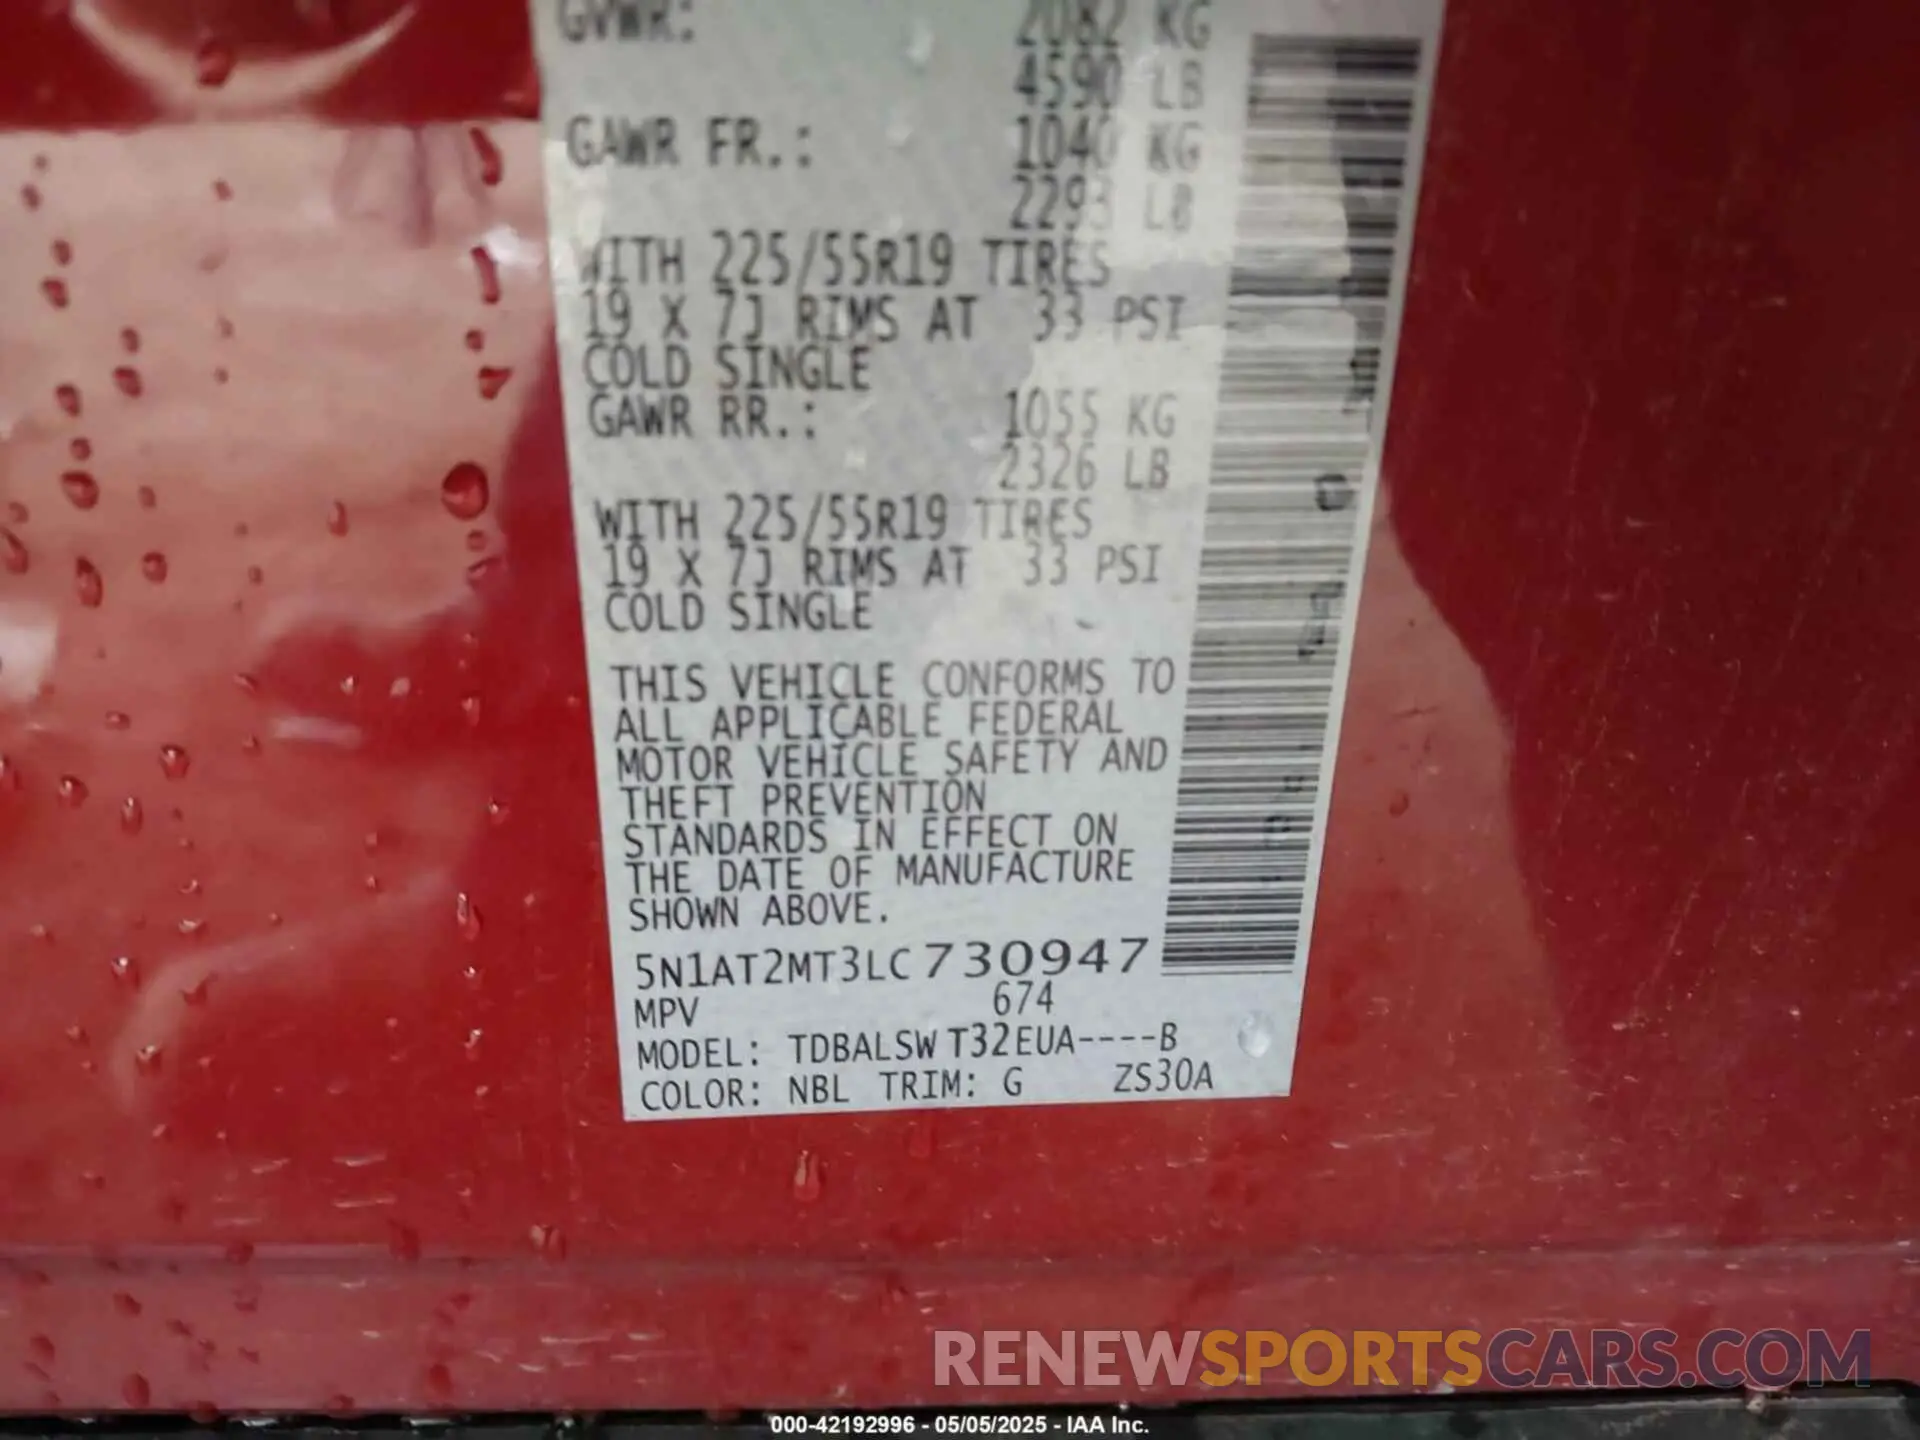 GVWR: 2082 KG
4590 LB
GAWR FR.: 1040 KG
2293 LB
WITH 225/55R19 TIRES
19 X 7J RIMS AT 33 PSI
COLD SINGLE
GAWR RR.: 1055 KG
2326 LB
WITH 225/55R19 TIRES
19 X 7J RIMS AT 33 PSI
COLD SINGLE
THIS VEHICLE CONFORMS TO
ALL APPLICABLE FEDERAL
MOTOR VEHICLE SAFETY AND
THEFT PREVENTION
STANDARDS IN EFFECT ON
THE DATE OF MANUFACTURE
SHOWN ABOVE.
5N1AT2MT3LC730947
MPV 674
MODEL: TDBALSW T32EUA----B
COLOR: NBL TRIM: G ZS30A
RENEWSPORTSCARS.COM
000-42192996 - 05/05/2025 - IAA Inc.